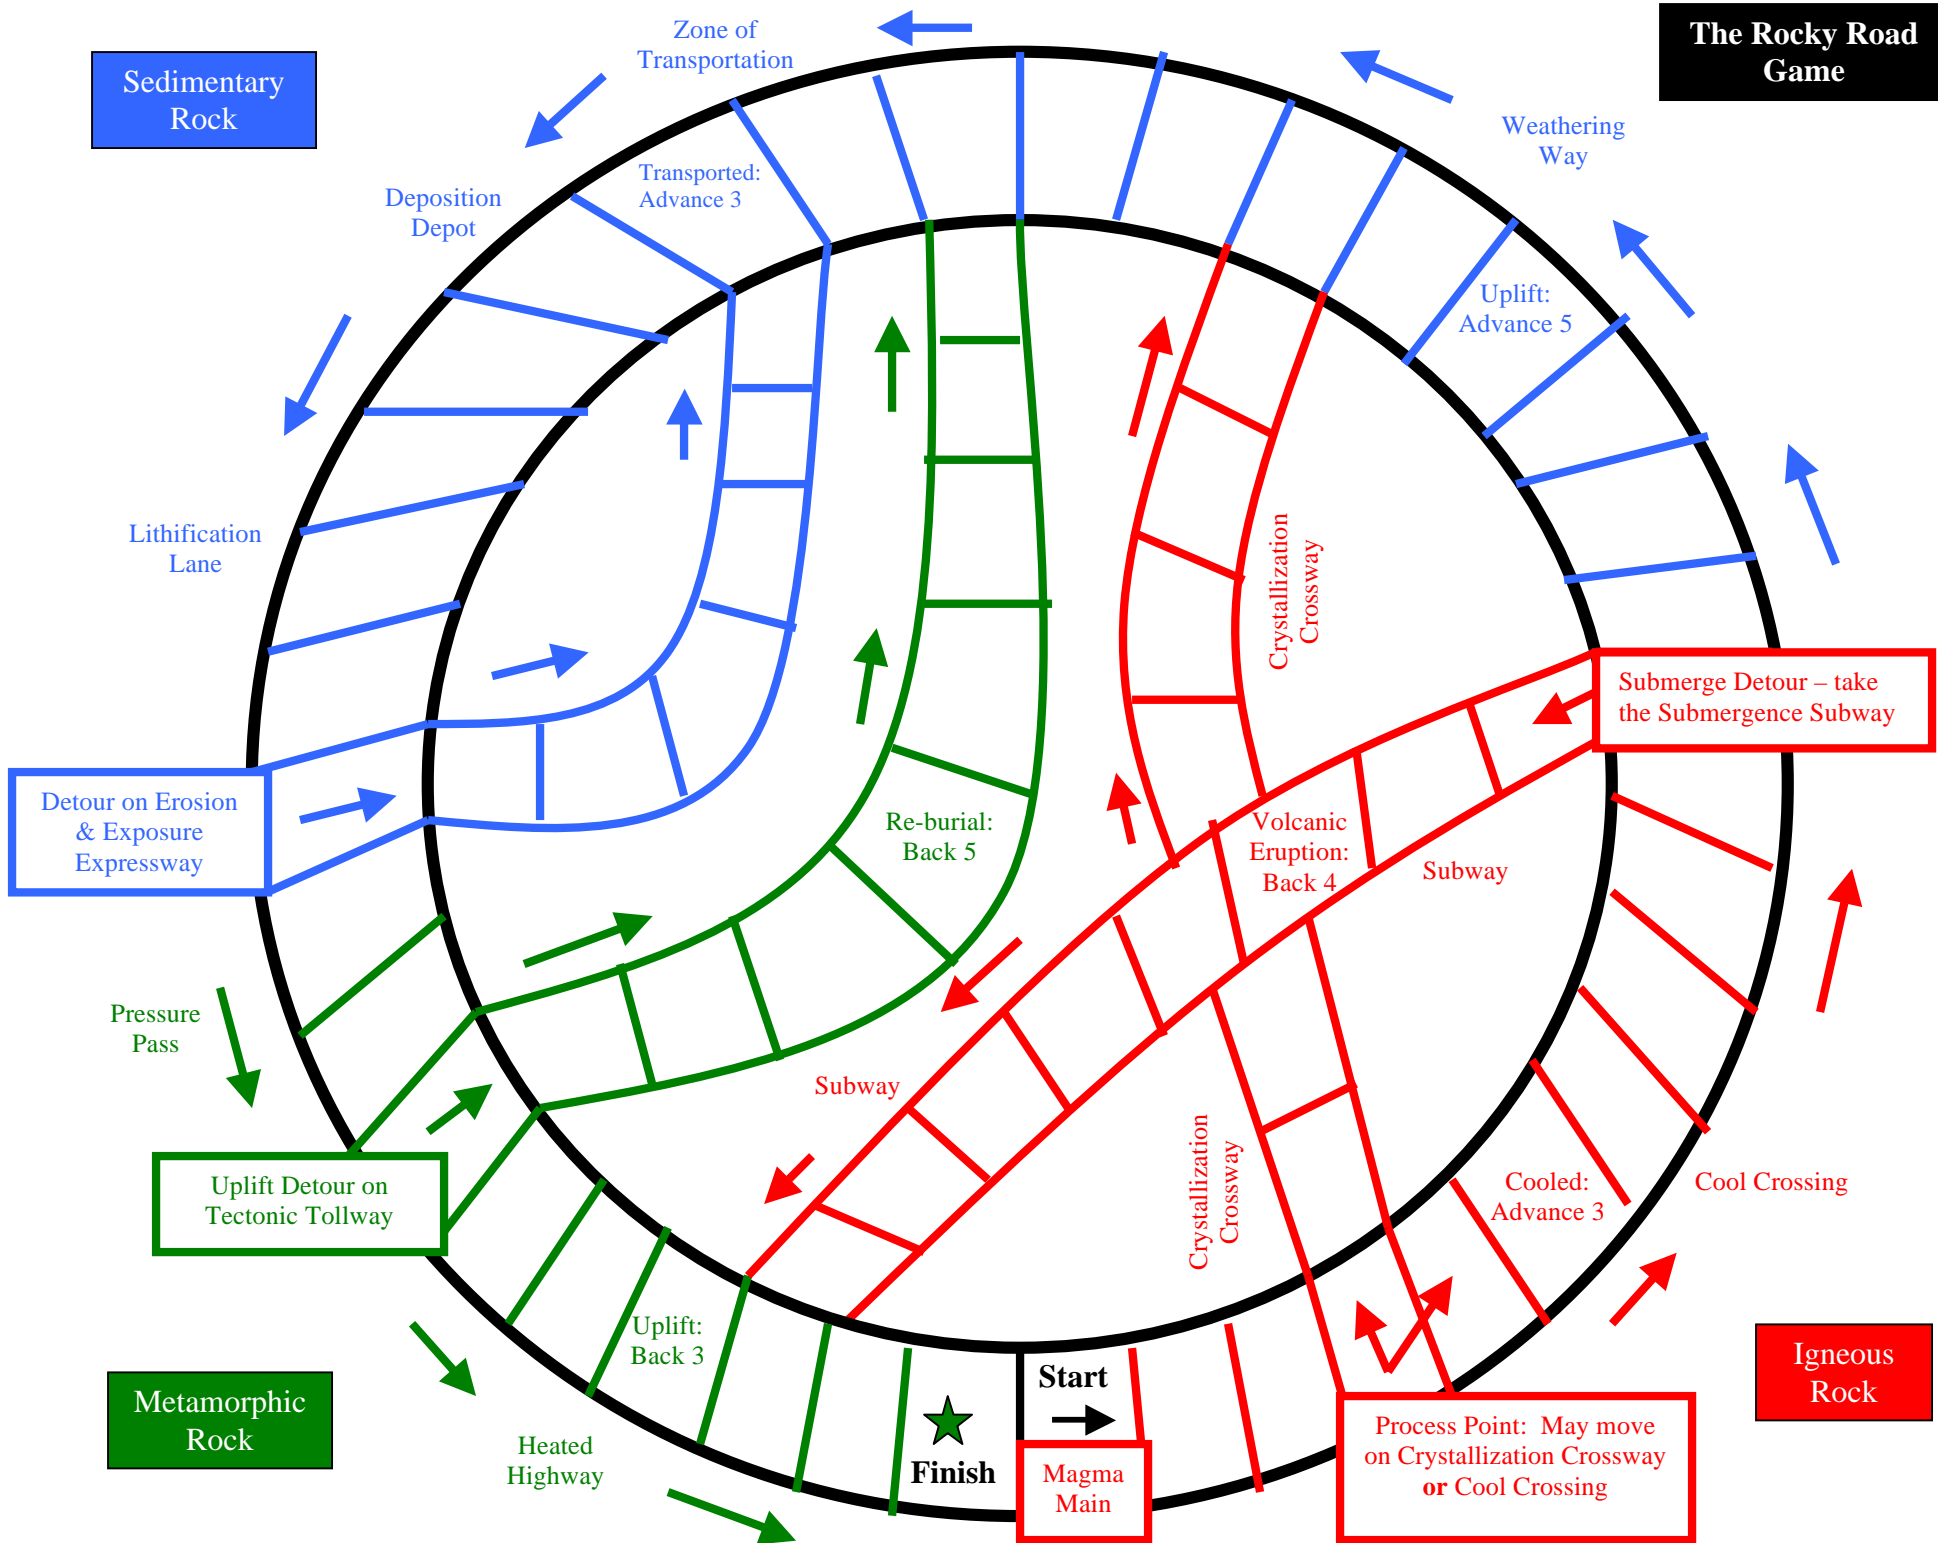 The Rocky Road
Game
Zone of
Transportation
Sedimentary
Rock
Weathering
Way
Transported:
Advance 3
Deposition
Depot
Uplift:
Advance 5
Lithification
Lane
Crystallization
Crossway
Submerge Detour – take
the Submergence Subway
Detour on Erosion
& Exposure
Expressway
Re-burial:
Back 5
Volcanic
Eruption:
Back 4
Subway
Pressure
Pass
Subway
Uplift Detour on
Tectonic Tollway
Crystallization
Crossway
Cooled:
Advance 3
Cool Crossing
Uplift:
Back 3
Metamorphic
Rock
Heated
Highway
Finish
Start
Magma
Main
Process Point:  May move
on Crystallization Crossway
or Cool Crossing
Igneous
Rock